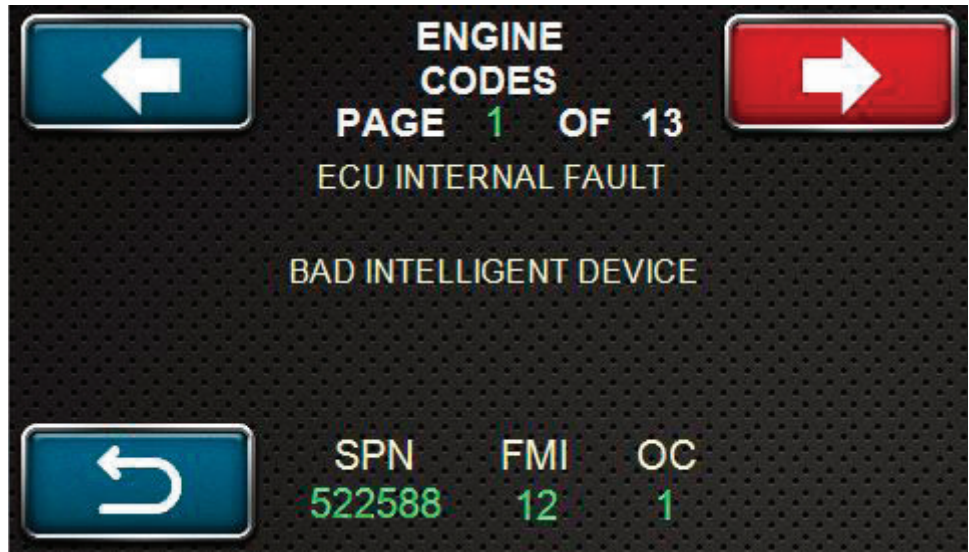 ENGINE
CODES
PAGE 1 OF 13
ECU INTERNAL FAULT
BAD INTELLIGENT DEVICE
SPN FMI OC
522588 12 1